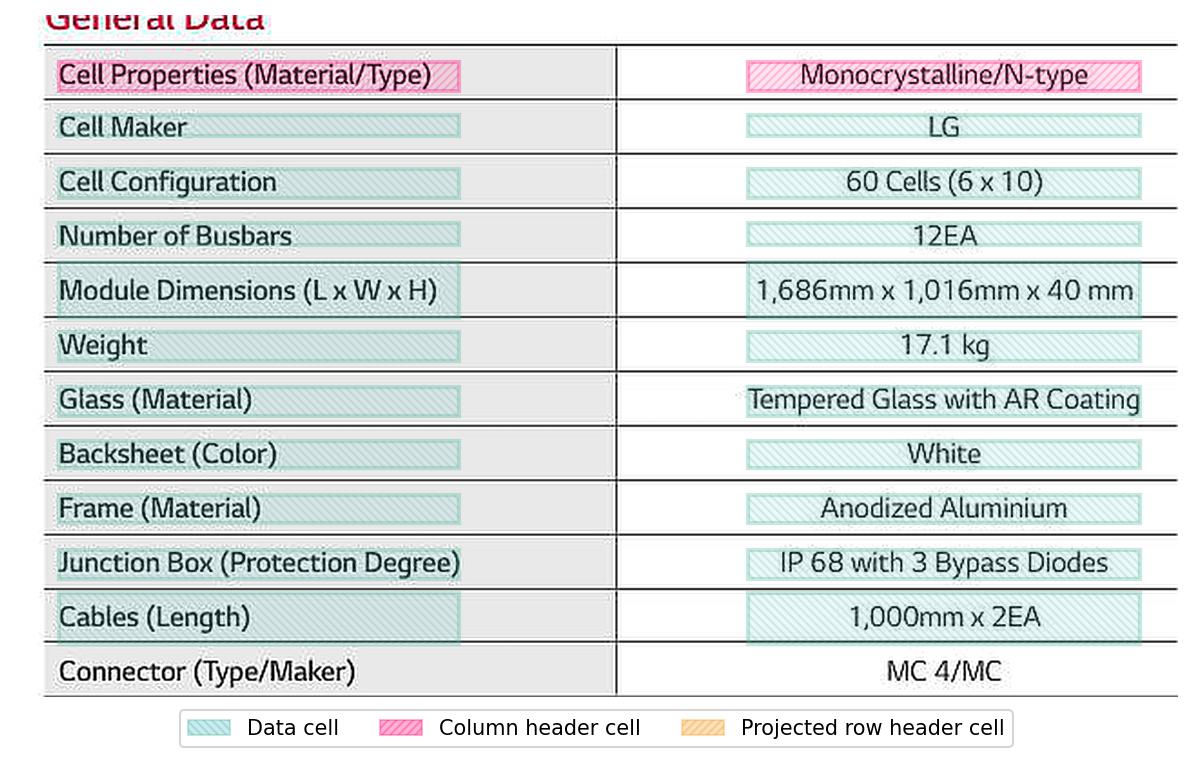 General Data
Cell Properties (Material/Type) Monocrystalline/N-type
Cell Maker LG
Cell Configuration 60 Cells (6 x 10)
Number of Busbars 12EA
Module Dimensions (L x W x H) 1,686mm x 1,016mm x 40 mm
Weight 17.1 kg
Glass (Material) Tempered Glass with AR Coating
Backsheet (Color) White
Frame (Material) Anodized Aluminium
Junction Box (Protection Degree) IP 68 with 3 Bypass Diodes
Cables (Length) 1,000mm x 2EA
Connector (Type/Maker) MC 4/MC
Data cell Column header cell Projected row header cell